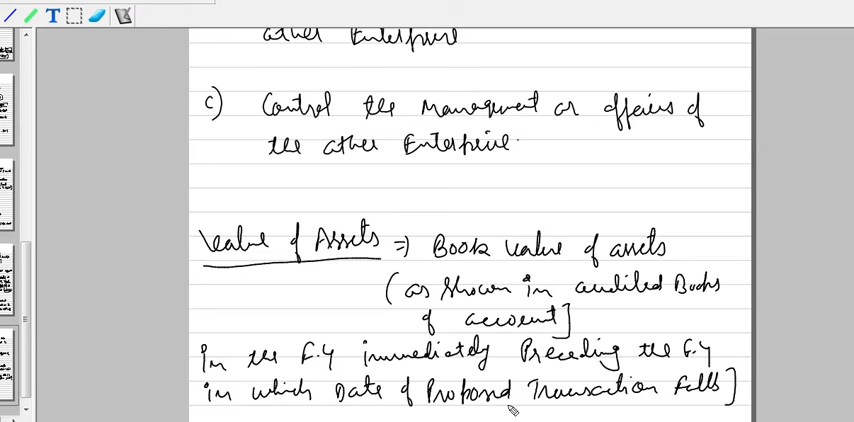 other Enterprise
c) Control the Management or affairs of
the other Enterprise.
Value of Assets => Book value of assets
(as shown in audited Books
of account]
In the F.Y immediately Preceding the F.Y
in which Date of Proposed Transaction Falls]